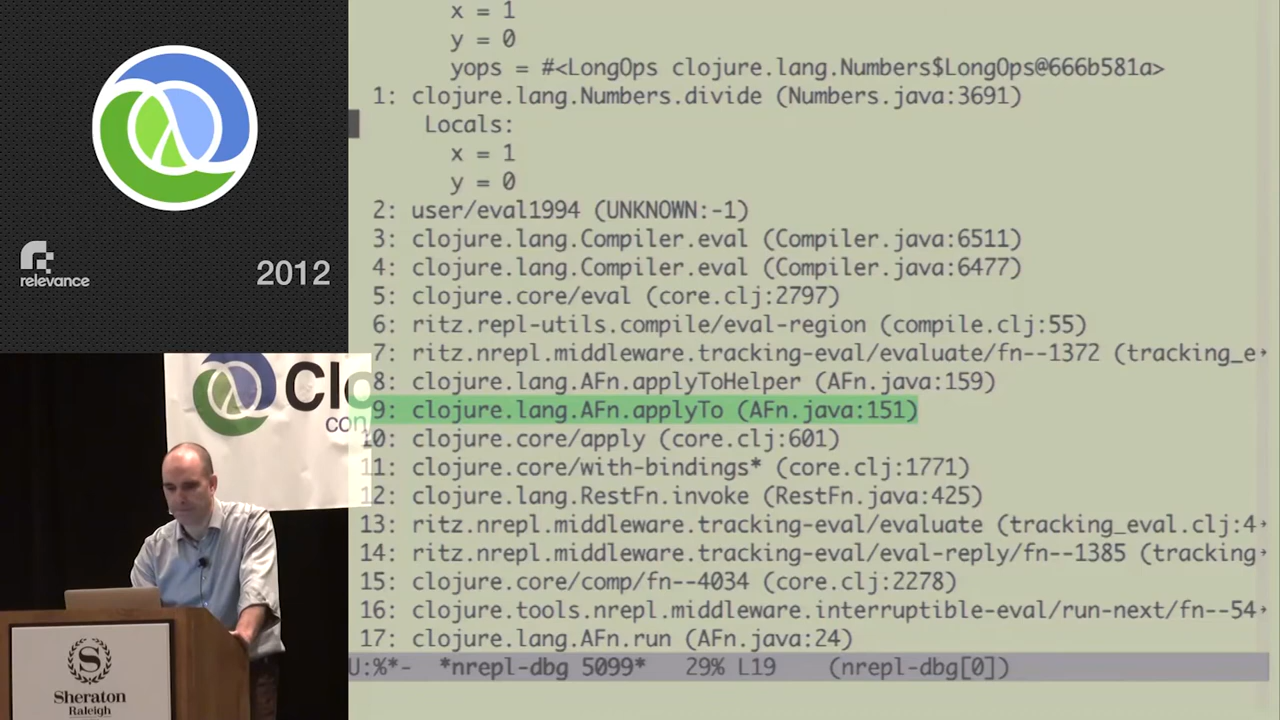 relevance
2012
Clo
con
S
Sheraton
Raleigh
x = 1
y = 0
yops = #<LongOps clojure.lang.Numbers$LongOps@666b581a>
1: clojure.lang.Numbers.divide (Numbers.java:3691)
Locals:
x = 1
y = 0
2: user/eval1994 (UNKNOWN:-1)
3: clojure.lang.Compiler.eval (Compiler.java:6511)
4: clojure.lang.Compiler.eval (Compiler.java:6477)
5: clojure.core/eval (core.clj:2797)
6: ritz.repl-utils.compile/eval-region (compile.clj:55)
7: ritz.nrepl.middleware.tracking-eval/evaluate/fn--1372 (tracking_e
8: clojure.lang.AFn.applyToHelper (AFn.java:159)
9: clojure.lang.AFn.applyTo (AFn.java:151)
10: clojure.core/apply (core.clj:601)
11: clojure.core/with-bindings* (core.clj:1771)
12: clojure.lang.RestFn.invoke (RestFn.java:425)
13: ritz.nrepl.middleware.tracking-eval/evaluate (tracking_eval.clj:4
14: ritz.nrepl.middleware.tracking-eval/eval-reply/fn--1385 (tracking
15: clojure.core/comp/fn--4034 (core.clj:2278)
16: clojure.tools.nrepl.middleware.interruptible-eval/run-next/fn--54
17: clojure.lang.AFn.run (AFn.java:24)
U:%*- *nrepl-dbg 5099* 29% L19 (nrepl-dbg[0])